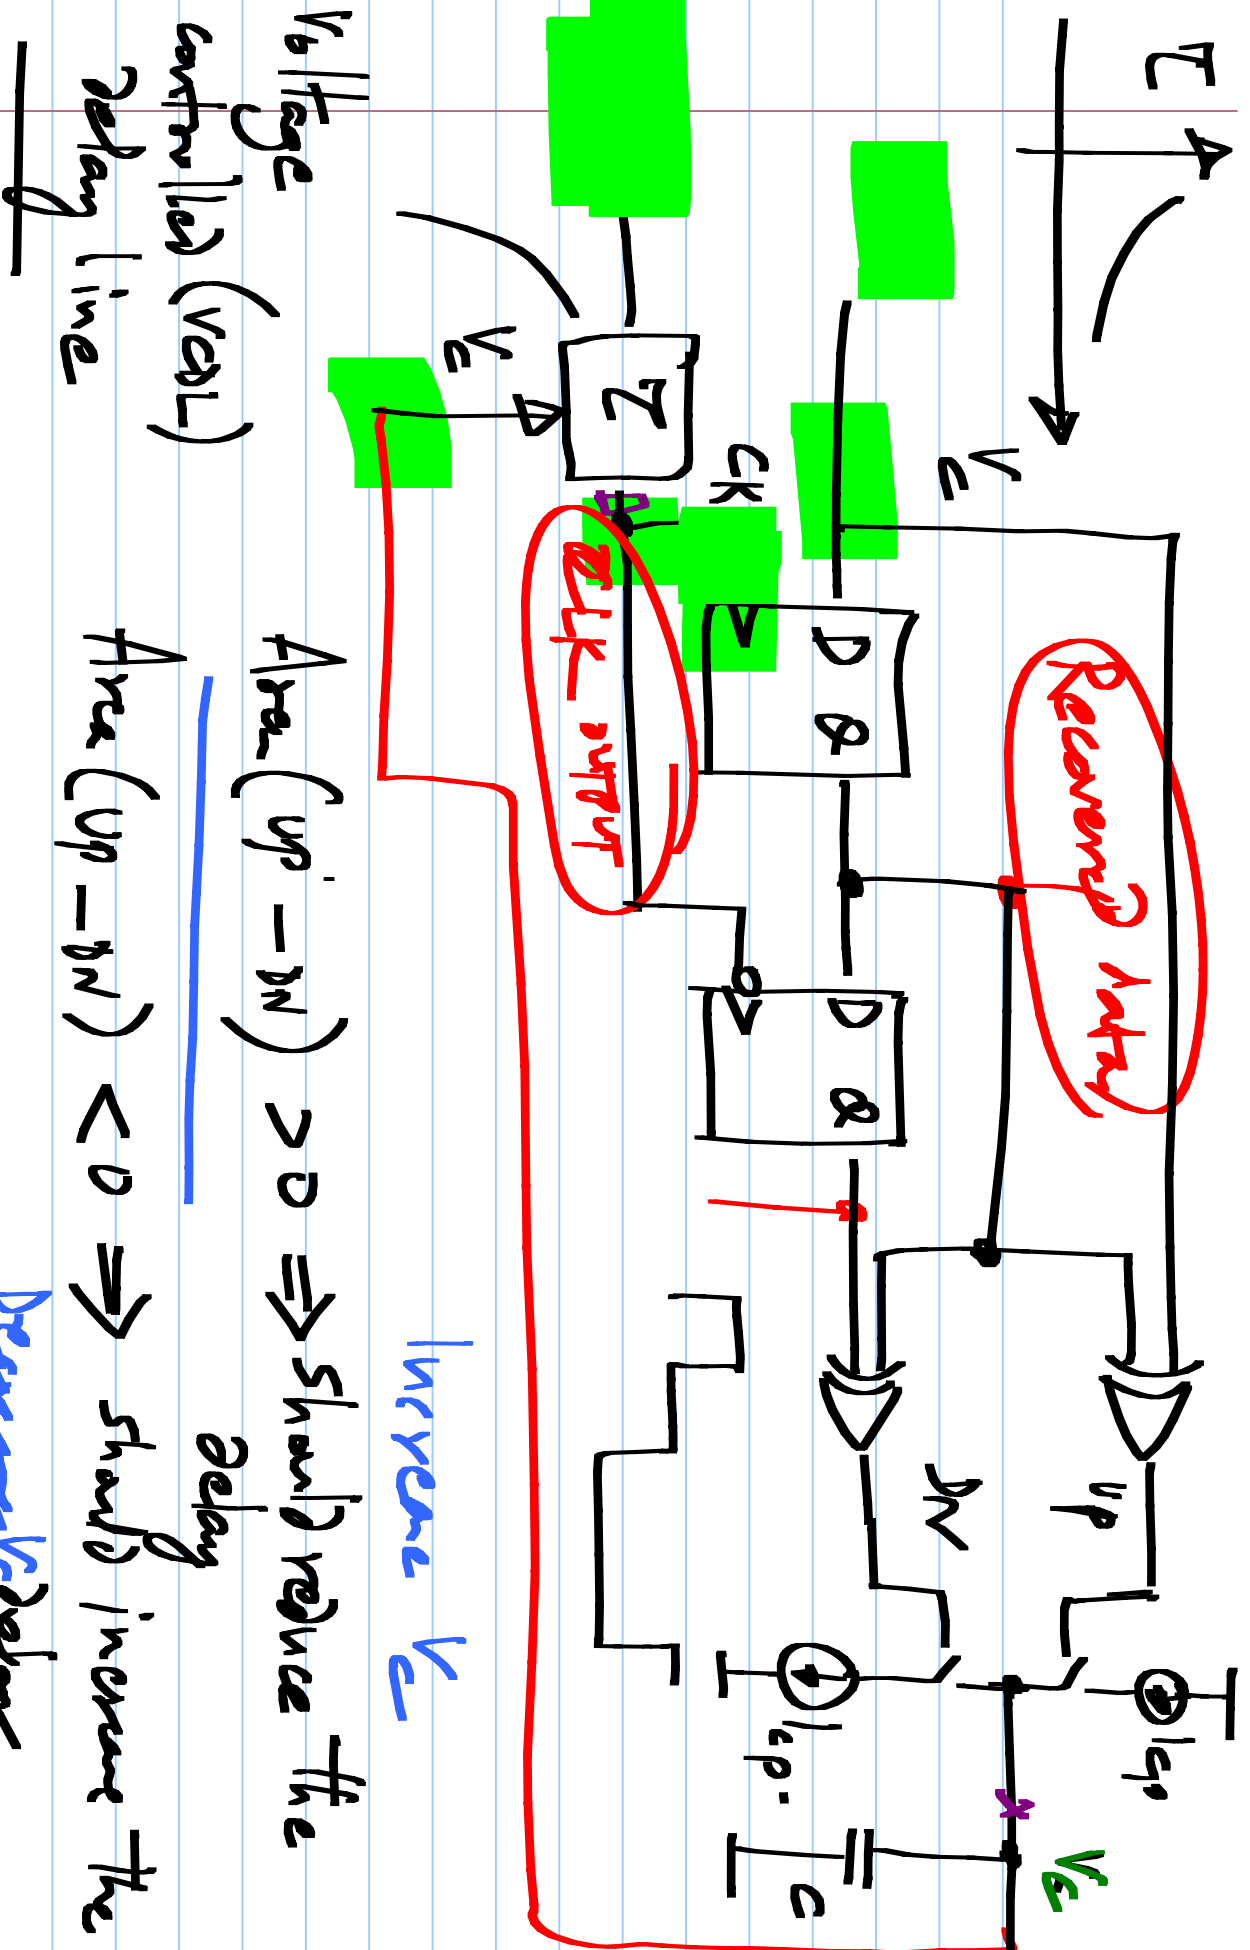 τ
Vc
Recovered Data
D Q
D Q
CK
τ
Vc
CLK output
UP
DN
Icp
Icp
Vc
C
Voltage
controlled (VCDL)
Delay line
Increase Vc
Area (UP - DN) > 0 ⇒ should reduce the
delay
Area (UP - DN) < 0 ⇒ should increase the